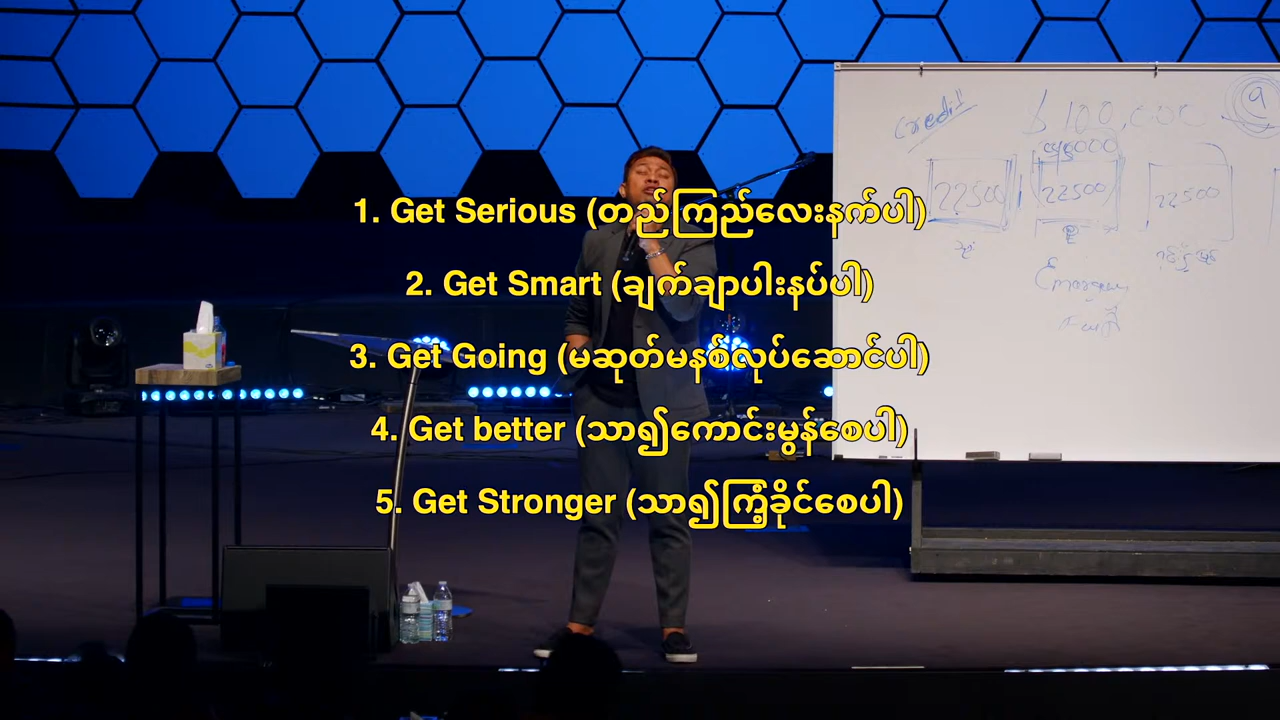 Credit
$ 100,000
22500
22500
22500
Emergency
1. Get Serious (တည်ကြည်လေးနက်ပါ)
2. Get Smart (ချက်ချာပါးနပ်ပါ)
3. Get Going (မဆုတ်မနစ်လုပ်ဆောင်ပါ)
4. Get better (သာ၍ကောင်းမွန်စေပါ)
5. Get Stronger (သာ၍ကြံ့ခိုင်စေပါ)